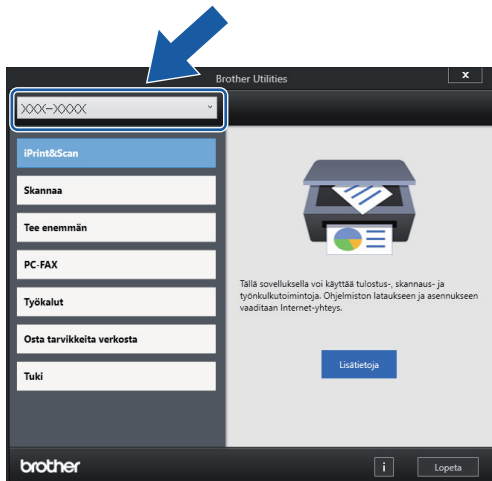 Brother Utilities
X
XXX-XXXX
iPrint&Scan
Skannaa
Tee enemmän
PC-FAX
Työkalut
Osta tarvikkeita verkosta
Tuki
Tällä sovelluksella voi käyttää tulostus-, skannaus- ja
työnkulkutoimintoja. Ohjelmiston lataukseen ja asennukseen
vaaditaan Internet-yhteys.
Lisätietoja
brother
i
Lopeta